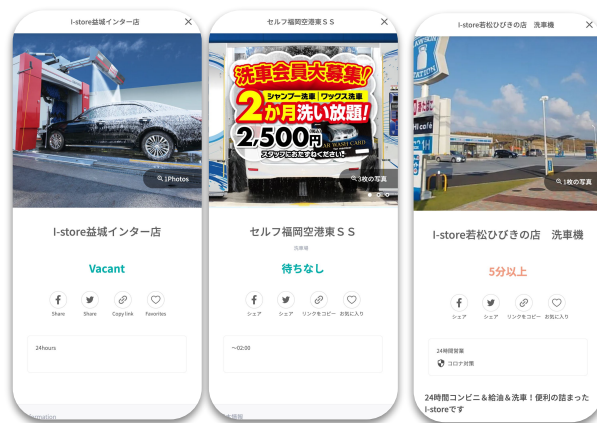 I-store益城インター店
1Photos
I-store益城インター店
Vacant
Share
Share
Copy link
Favorites
24hours
セルフ福岡空港東ＳＳ
洗車会員大募集!!
シャンプー洗車
ワックス洗車
2か月洗い放題!
2,500円
スタッフにおたずねください!
CAR WASH CARD
3枚の写真
セルフ福岡空港東ＳＳ
洗車機
待ちなし
シェア
シェア
リンクをコピー
お気に入り
〜02:00
I-store若松ひびきの店　洗車機
STATION
café
1枚の写真
I-store若松ひびきの店　洗車機
5分以上
シェア
シェア
リンクをコピー
お気に入り
24時間営業
コロナ対策
24時間コンビニ＆給油＆洗車！便利の詰まった
I-storeです